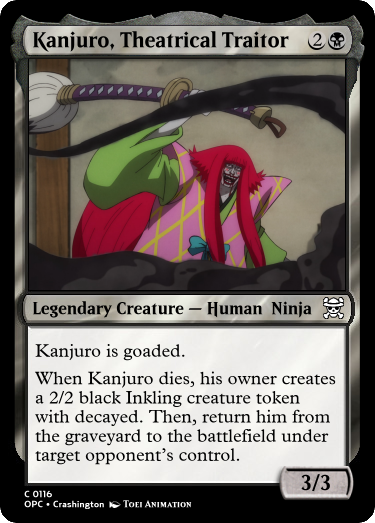 Kanjuro, Theatrical Traitor 2
Legendary Creature — Human Ninja
Kanjuro is goaded.
When Kanjuro dies, his owner creates
a 2/2 black Inkling creature token
with decayed. Then, return him from
the graveyard to the battlefield under
target opponent's control.
3/3
C 0116
OPC • Crashington TOEI ANIMATION